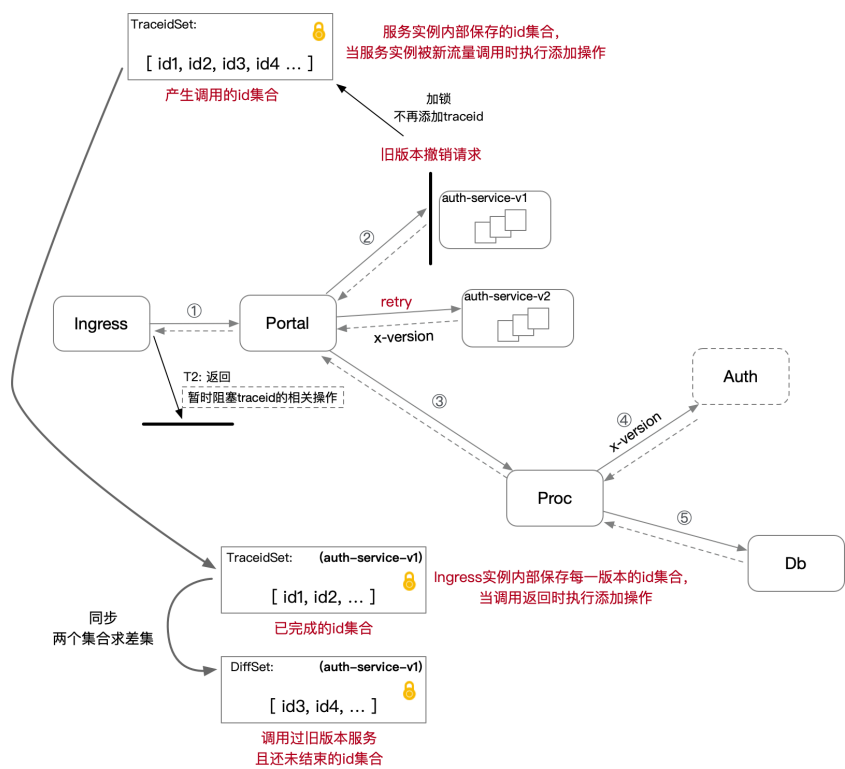 TraceidSet:
[ id1, id2, id3, id4 ... ]
产生调用的id集合
服务实例内部保存的id集合，
当服务实例被新流量调用时执行添加操作
加锁
不再添加traceid
旧版本撤销请求
auth-service-v1
②
auth-service-v2
retry
x-version
Ingress
①
Portal
T2: 返回
暂时阻塞traceid的相关操作
③
Auth
④
x-version
Proc
⑤
Db
TraceidSet:
(auth-service-v1)
[ id1, id2, ... ]
已完成的id集合
Ingress实例内部保存每一版本的id集合，
当调用返回时执行添加操作
同步
两个集合求差集
DiffSet:
(auth-service-v1)
[ id3, id4, ... ]
调用过旧版本服务
且还未结束的id集合